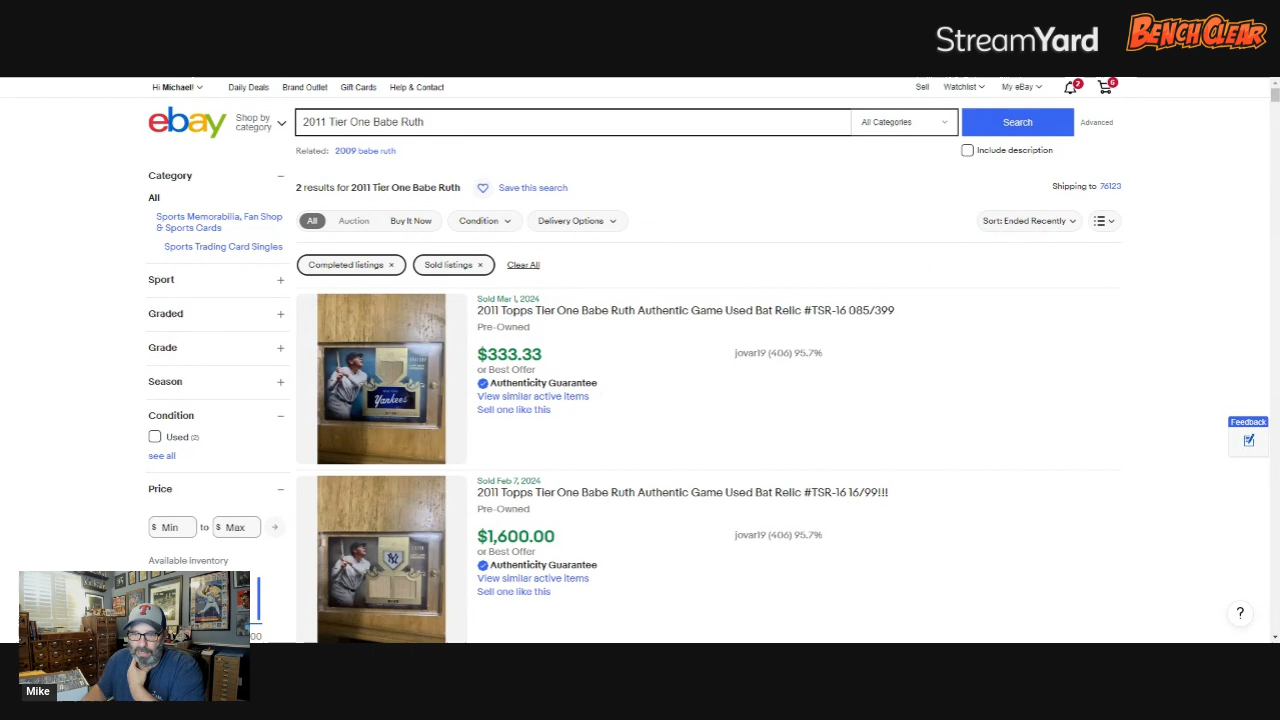 StreamYard
BENCHCLEAR
Hi Michael!
Daily Deals
Brand Outlet
Gift Cards
Help & Contact
Sell
Watchlist
My eBay
2
6
ebay
Shop by
category
2011 Tier One Babe Ruth
All Categories
Search
Advanced
Related: 2009 babe ruth
Include description
Category
All
Sports Memorabilia, Fan Shop
& Sports Cards
Sports Trading Card Singles
Sport
Graded
Grade
Season
Condition
Used (2)
see all
Price
$ Min to $ Max
Available inventory
00
2 results for 2011 Tier One Babe Ruth
Save this search
Shipping to 76123
All
Auction
Buy It Now
Condition
Delivery Options
Sort: Ended Recently
Completed listings ×
Sold listings ×
Clear All
Sold Mar 1, 2024
2011 Topps Tier One Babe Ruth Authentic Game Used Bat Relic #TSR-16 085/399
Pre-Owned
$333.33
jovar19 (406) 95.7%
or Best Offer
Authenticity Guarantee
View similar active items
Sell one like this
Yankees
Sold Feb 7, 2024
2011 Topps Tier One Babe Ruth Authentic Game Used Bat Relic #TSR-16 16/99!!!
Pre-Owned
$1,600.00
jovar19 (406) 95.7%
or Best Offer
Authenticity Guarantee
View similar active items
Sell one like this
Feedback
?
Mike